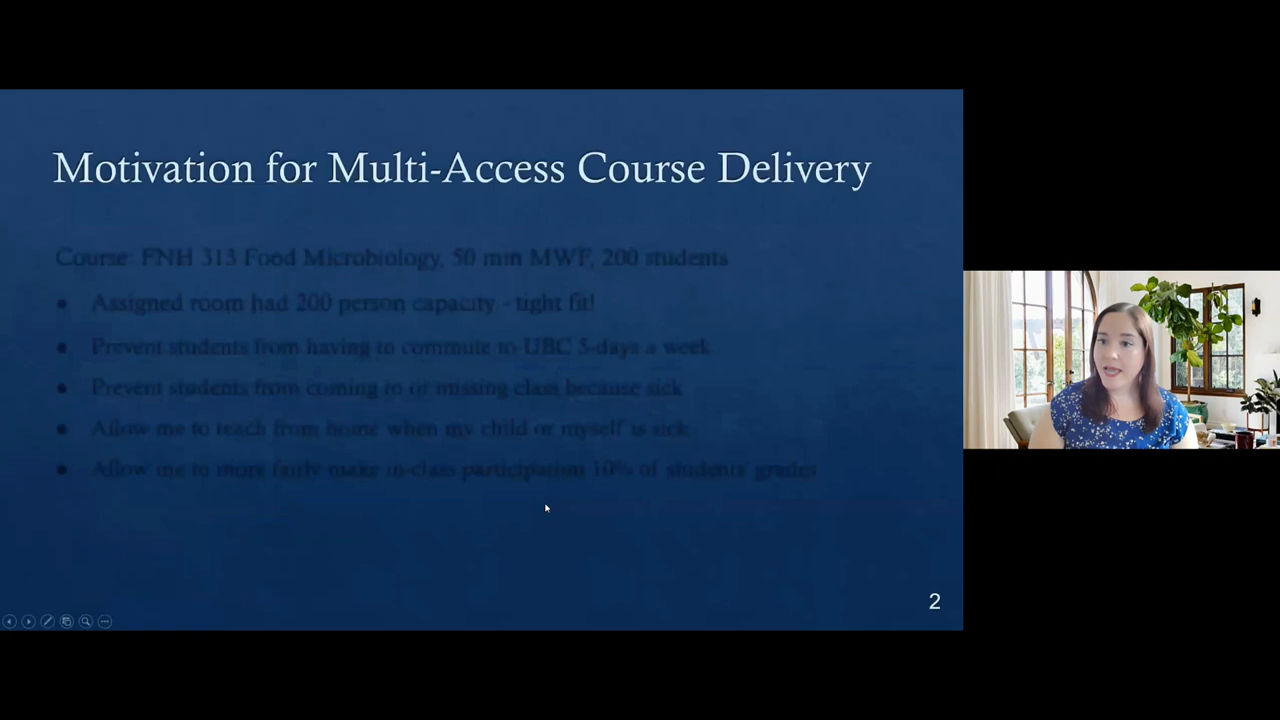 Motivation for Multi-Access Course Delivery
Course: FNH 313 Food Microbiology, 50 min MWF, 200 students
• Assigned room had 200 person capacity - tight fit!
• Prevent students from having to commute to UBC 5-days a week
• Prevent students from coming to or missing class because sick
• Allow me to teach from home when my child or myself is sick.
• Allow me to more fairly make in-class participation 10% of students' grades
2